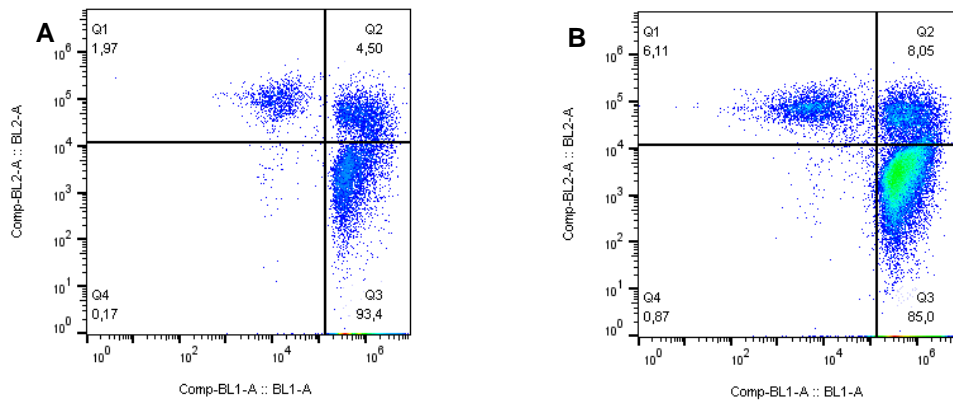 A
Q1
1,97
Q2
4,50
10^6
10^5
10^4
10^3
10^2
10^1
10^0
Q4
0,17
Q3
93,4
10^0
10^2
10^4
10^6
Comp-BL2-A :: BL2-A
Comp-BL1-A :: BL1-A
B
Q1
6,11
Q2
8,05
10^6
10^5
10^4
10^3
10^2
10^1
10^0
Q4
0,87
Q3
85,0
10^0
10^2
10^4
10^6
Comp-BL2-A :: BL2-A
Comp-BL1-A :: BL1-A